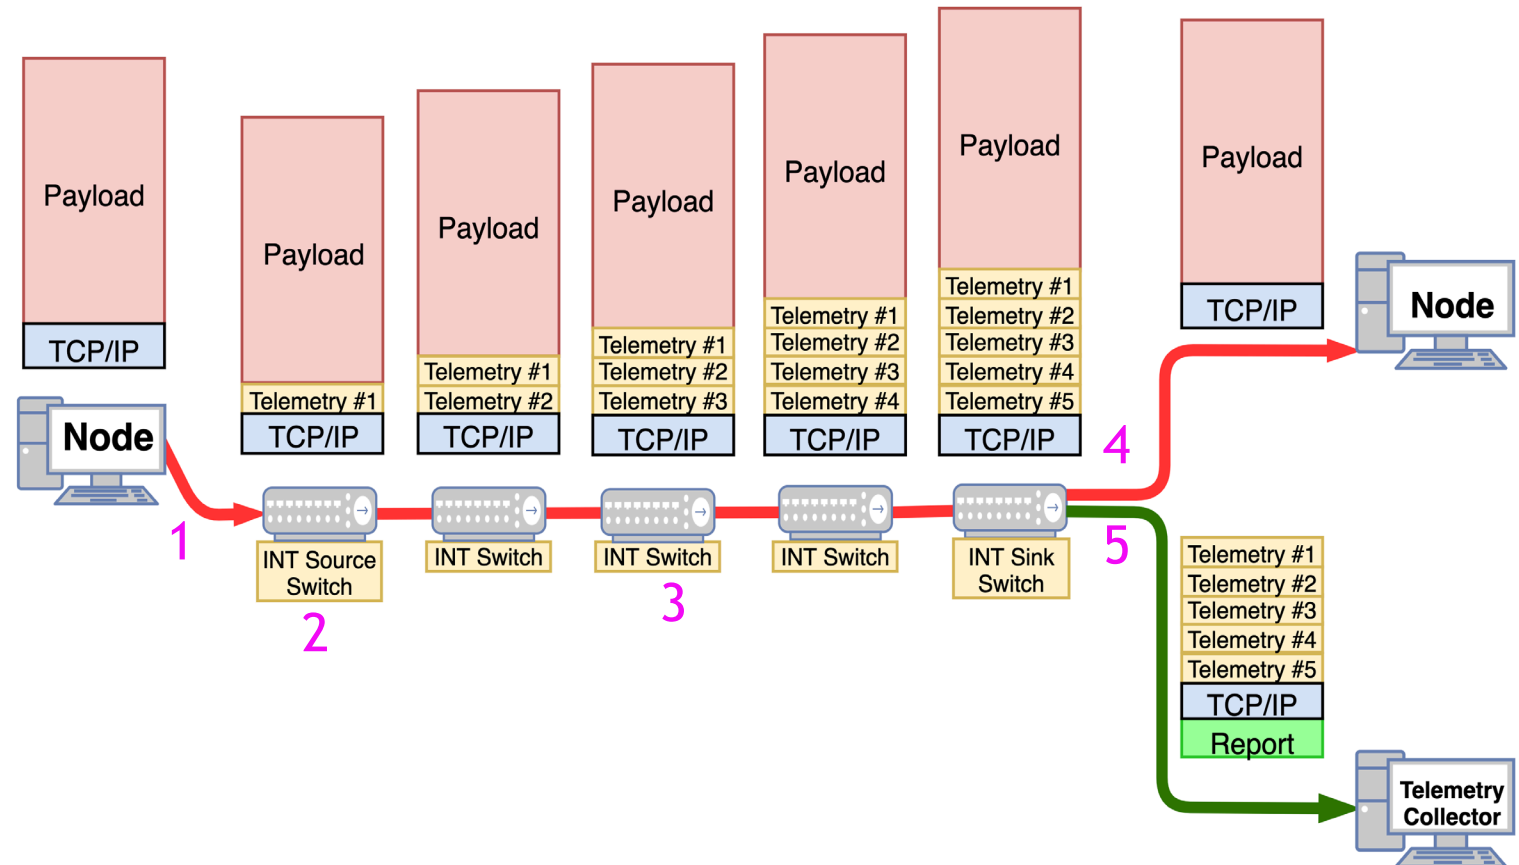 Payload
TCP/IP
Node
1
Payload
Telemetry #1
TCP/IP
INT Source
Switch
2
Payload
Telemetry #1
Telemetry #2
TCP/IP
INT Switch
Payload
Telemetry #1
Telemetry #2
Telemetry #3
TCP/IP
INT Switch
3
Payload
Telemetry #1
Telemetry #2
Telemetry #3
Telemetry #4
TCP/IP
INT Switch
Payload
Telemetry #1
Telemetry #2
Telemetry #3
Telemetry #4
Telemetry #5
TCP/IP
INT Sink
Switch
4
5
Payload
TCP/IP
Node
Telemetry #1
Telemetry #2
Telemetry #3
Telemetry #4
Telemetry #5
TCP/IP
Report
Telemetry
Collector